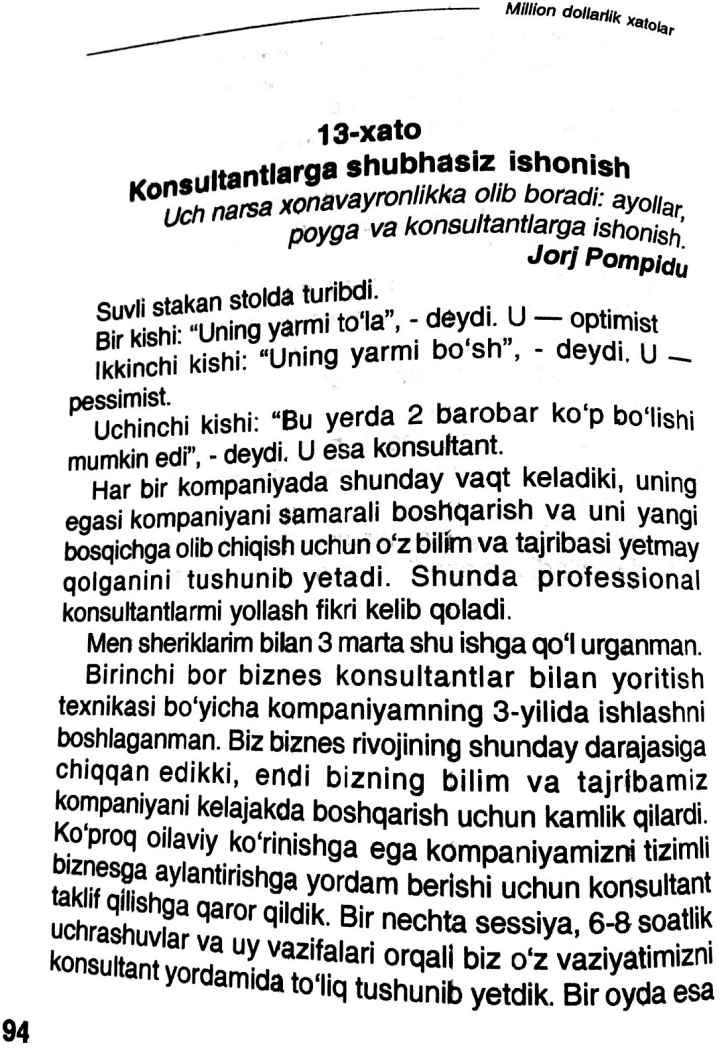 Million dollarlik xatolar
13-xato
Konsultantlarga shubhasiz ishonish
Uch narsa xonavayronlikka olib boradi: ayollar,
poyga va konsultantlarga ishonish.
Jorj Pompidu
Suvli stakan stolda turibdi.
Bir kishi: “Uning yarmi to‘la”, - deydi. U — optimist
Ikkinchi kishi: “Uning yarmi bo‘sh”, - deydi. U —
pessimist.
Uchinchi kishi: “Bu yerda 2 barobar ko‘p bo‘lishi
mumkin edi”, - deydi. U esa konsultant.
Har bir kompaniyada shunday vaqt keladiki, uning
egasi kompaniyani samarali boshqarish va uni yangi
bosqichga olib chiqish uchun o‘z bilim va tajribasi yetmay
qolganini tushunib yetadi. Shunda professional
konsultantlarmi yollash fikri kelib qoladi.
Men sheriklarim bilan 3 marta shu ishga qo‘l urganman.
Birinchi bor biznes konsultantlar bilan yoritish
texnikasi bo‘yicha kompaniyamning 3-yilida ishlashni
boshlaganman. Biz biznes rivojining shunday darajasiga
chiqqan edikki, endi bizning bilim va tajribamiz
kompaniyani kelajakda boshqarish uchun kamlik qilardi.
Ko‘proq oilaviy ko‘rinishga ega kompaniyamizni tizimli
biznesga aylantirishga yordam berishi uchun konsultant
taklif qilishga qaror qildik. Bir nechta sessiya, 6-8 soatlik
uchrashuvlar va uy vazifalari orqali biz o‘z vaziyatimizni
konsultant yordamida to‘liq tushunib yetdik. Bir oyda esa
94